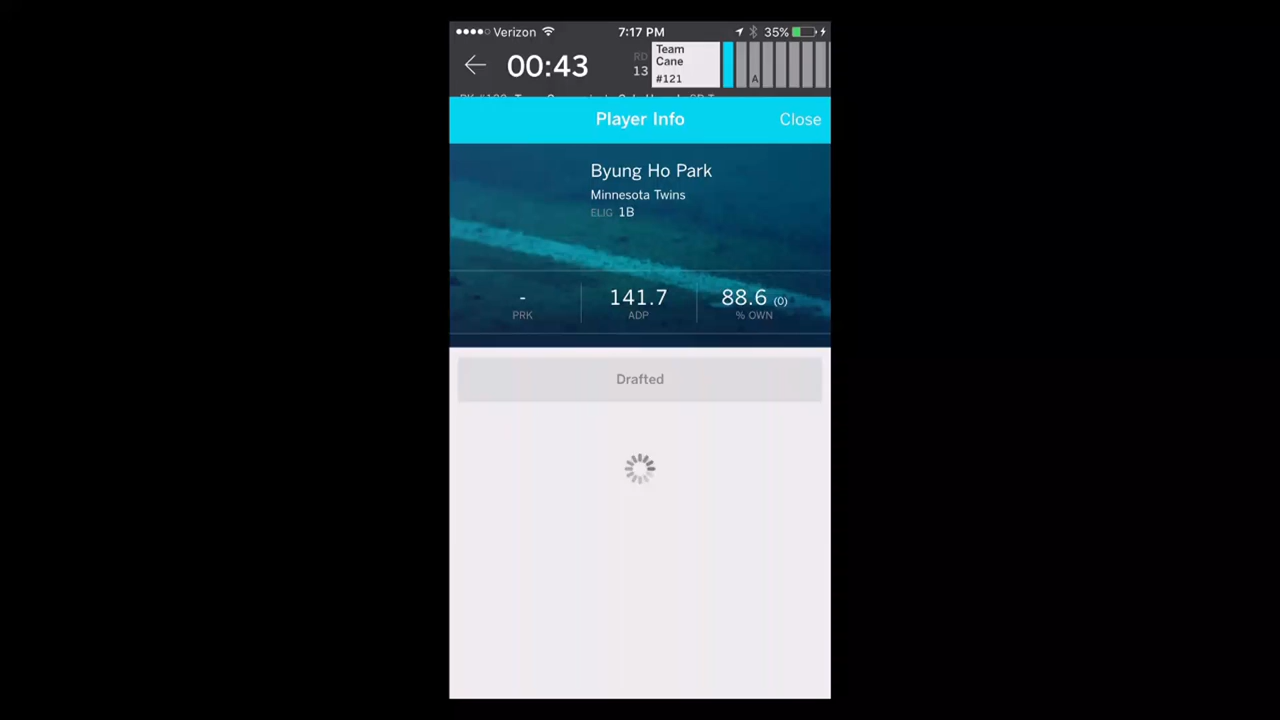 Verizon 7:17 PM 35%
00:43
RD
13
Team
Cane
#121
A
Player Info
Close
Byung Ho Park
Minnesota Twins
ELIG 1B
- 141.7 88.6 (0)
PRK ADP % OWN
Drafted